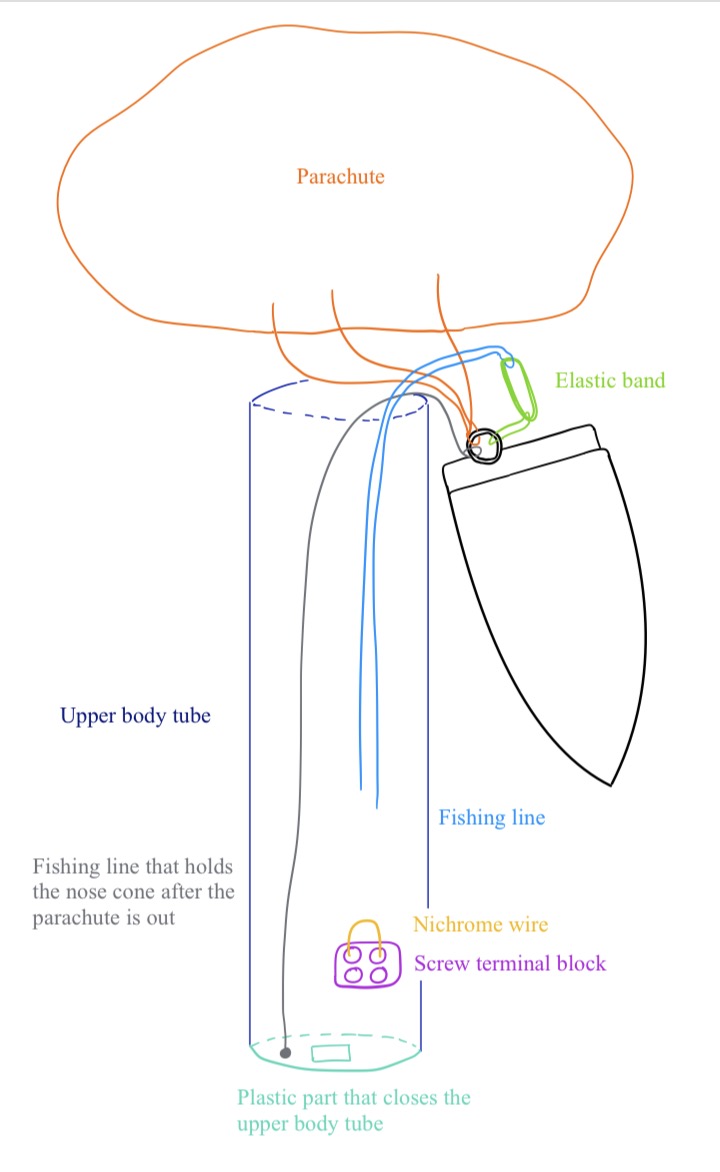 Parachute
Elastic band
Upper body tube
Fishing line
Fishing line that holds
the nose cone after the
parachute is out
Nichrome wire
Screw terminal block
Plastic part that closes the
upper body tube